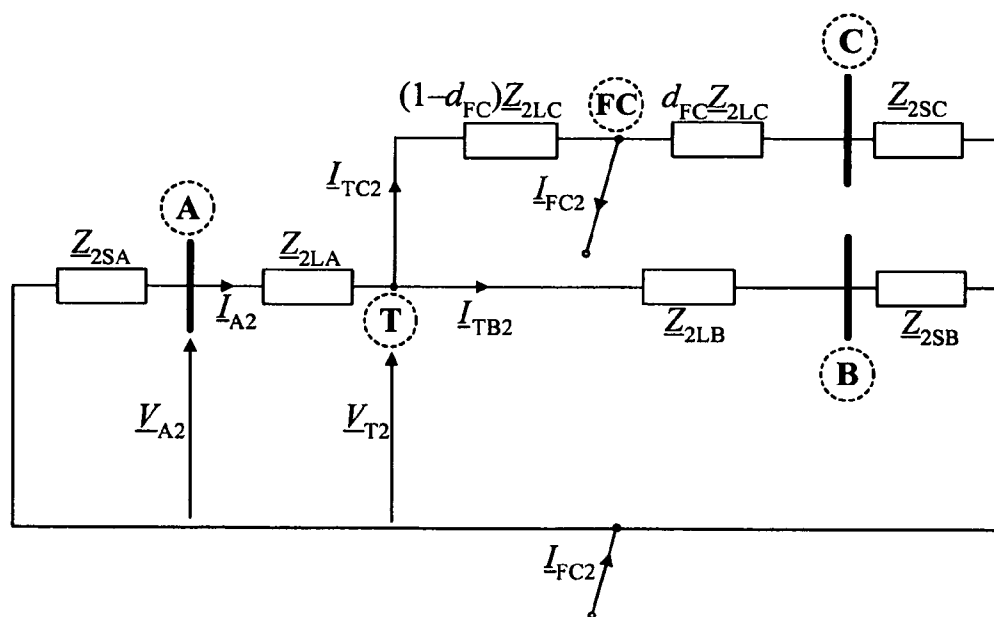 C
(1–d_FC)Z_2LC
FC
d_FC Z_2LC
Z_2SC
I_TC2
I_FC2
A
Z_2SA
Z_2LA
I_A2
T
I_TB2
Z_2LB
Z_2SB
B
V_A2
V_T2
I_FC2